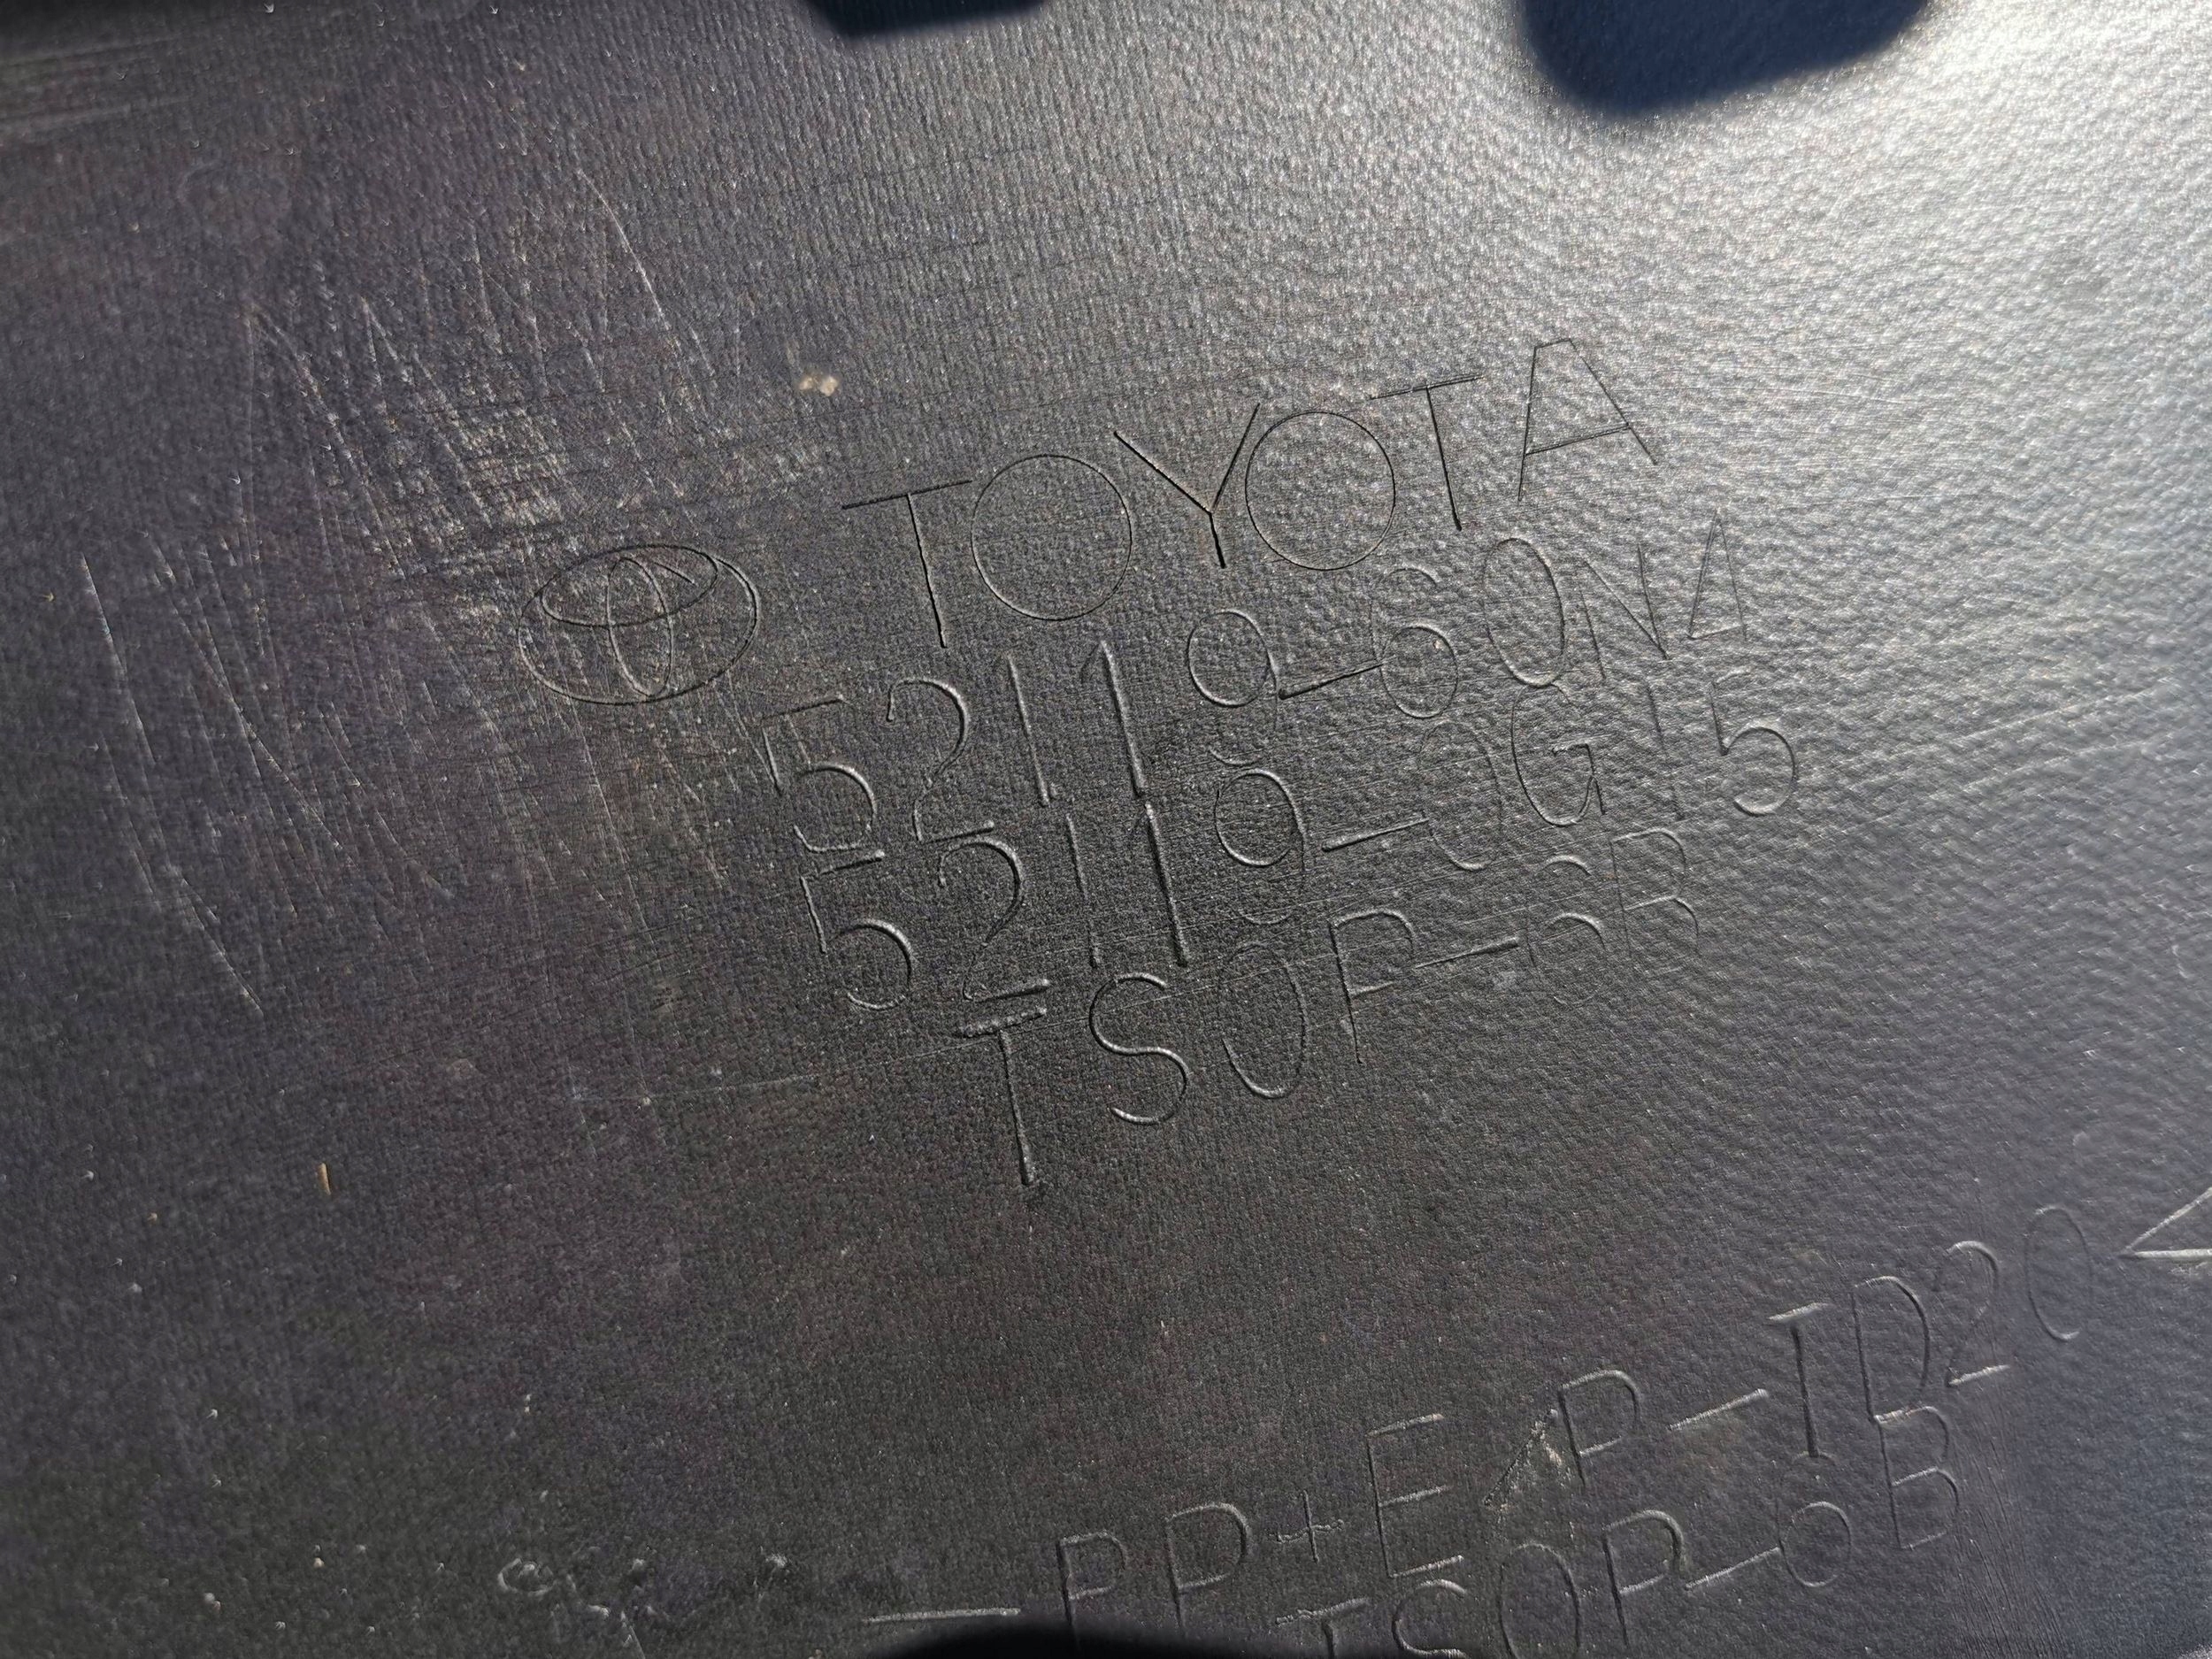 TOYOTA
52119-60N4
52119-0G15
TSOP-6B
PP+E/P-TD20
TSOP-6B